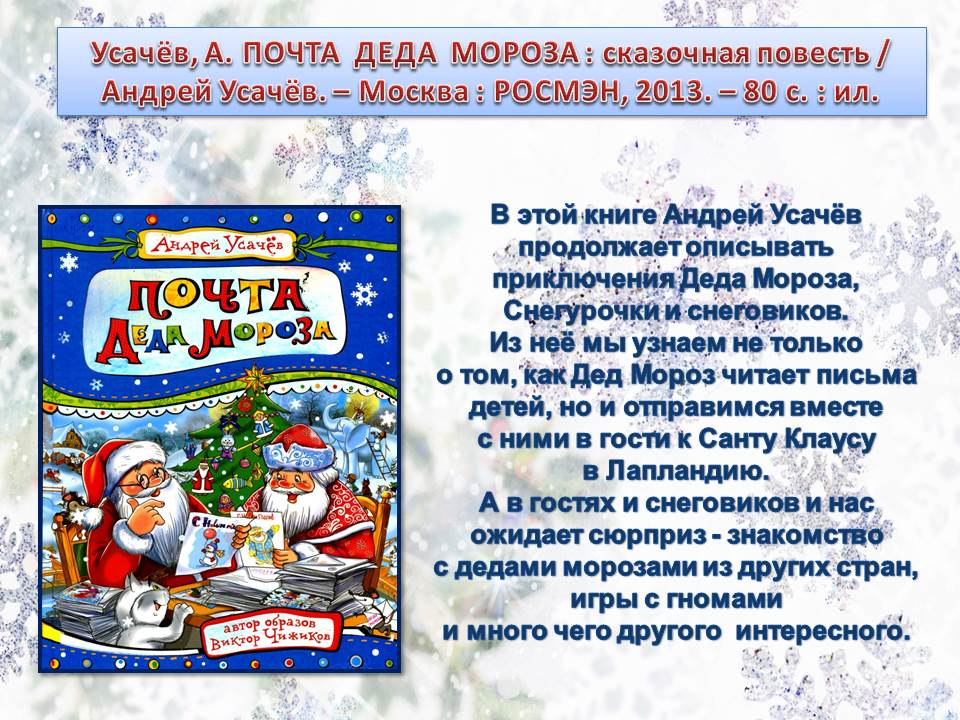 Усачёв, А. ПОЧТА ДЕДА МОРОЗА : сказочная повесть /
Андрей Усачёв. – Москва : РОСМЭН, 2013. – 80 с. : ил.
Андрей Усачёв
ПОЧТА
ДЕДА МОРОЗА
автор образов
Виктор Чижиков
В этой книге Андрей Усачёв
продолжает описывать
приключения Деда Мороза,
Снегурочки и снеговиков.
Из неё мы узнаем не только
о том, как Дед Мороз читает письма
детей, но и отправимся вместе
с ними в гости к Санту Клаусу
в Лапландию.
А в гостях и снеговиков и нас
ожидает сюрприз - знакомство
с дедами морозами из других стран,
игры с гномами
и много чего другого интересного.